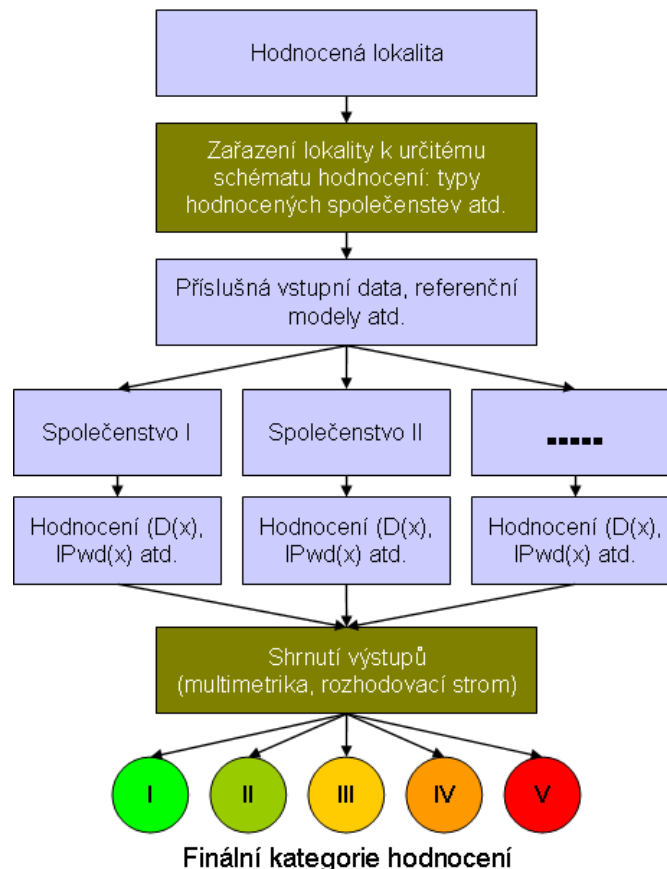 Hodnocená lokalita
Zařazení lokality k určitému
schématu hodnocení: typy
hodnocených společenstev atd.
Příslušná vstupní data, referenční
modely atd.
Společenstvo I
Společenstvo II
.....
Hodnocení (D(x),
IPwd(x) atd.
Hodnocení (D(x),
IPwd(x) atd.
Hodnocení (D(x),
IPwd(x) atd.
Shrnutí výstupů
(multimetrika, rozhodovací strom)
I
II
III
IV
V
Finální kategorie hodnocení